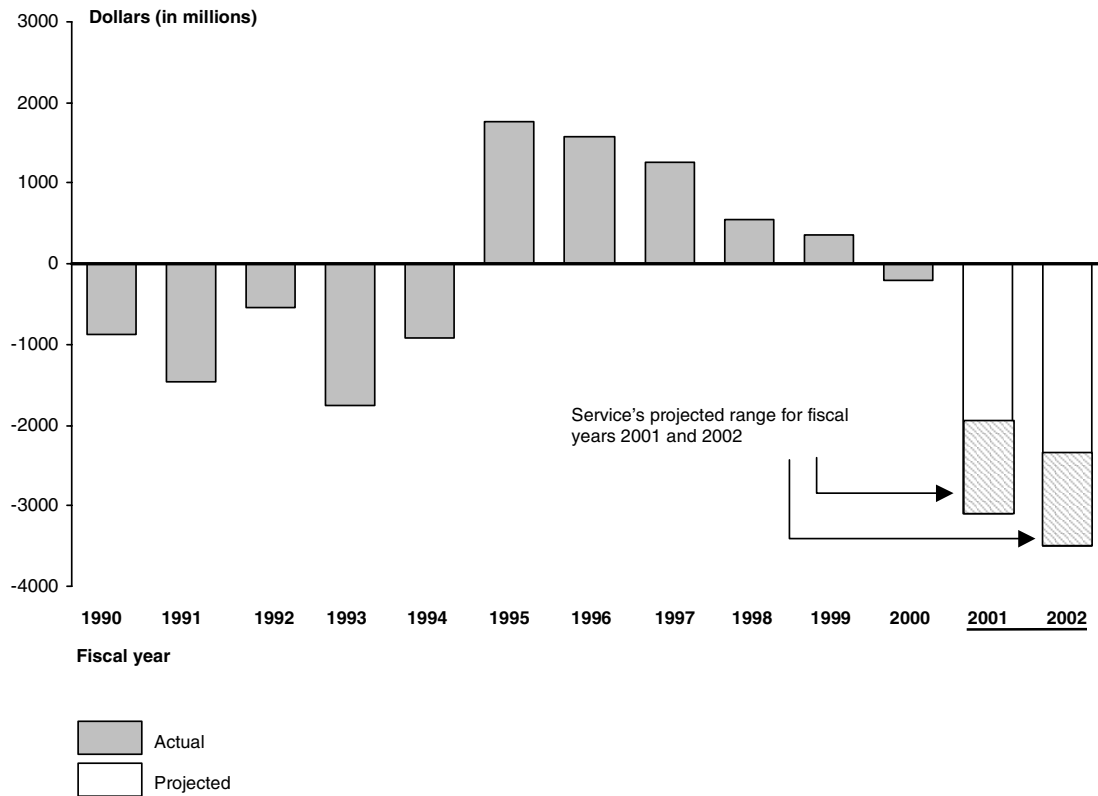 Dollars (in millions)
3000
2000
1000
0
-1000
-2000
-3000
-4000
Service's projected range for fiscal
years 2001 and 2002
1990 1991 1992 1993 1994 1995 1996 1997 1998 1999 2000 2001 2002
Fiscal year
Actual
Projected